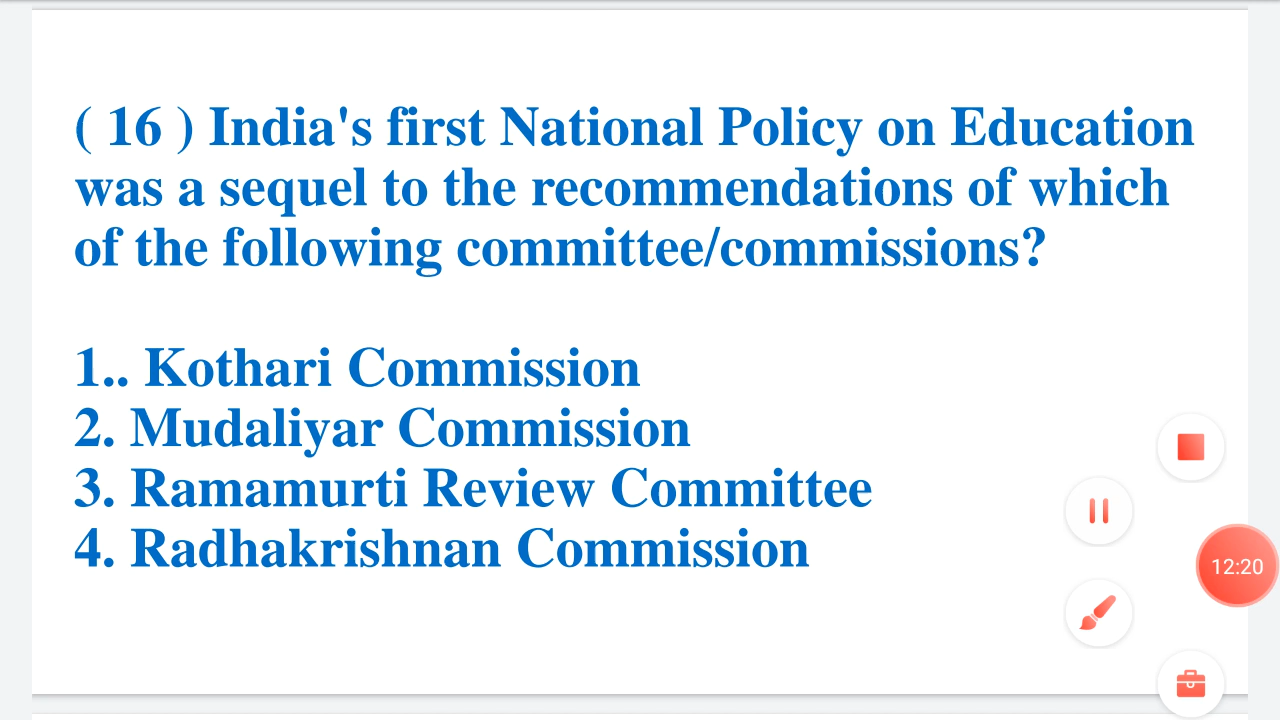 ( 16 ) India's first National Policy on Education
was a sequel to the recommendations of which
of the following committee/commissions?
1.. Kothari Commission
2. Mudaliyar Commission
3. Ramamurti Review Committee
4. Radhakrishnan Commission
12:20